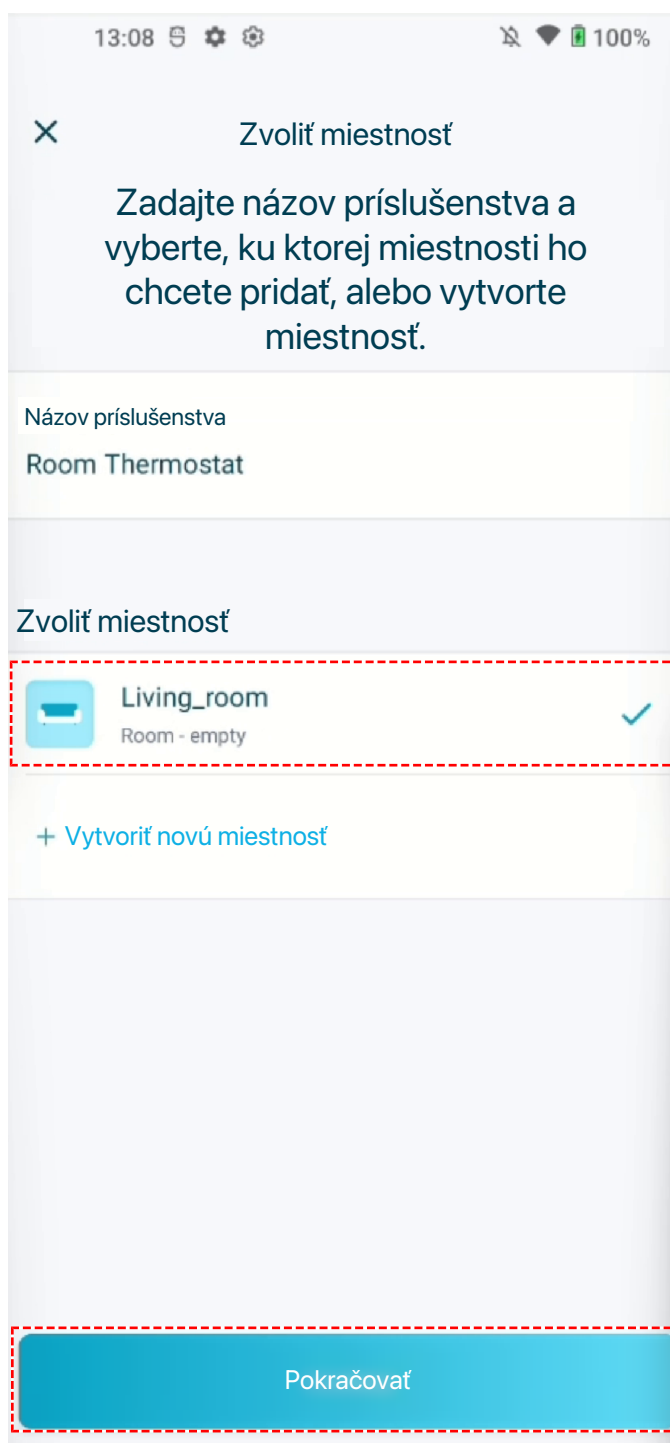 13:08 100%
Zvoliť miestnosť
Zadajte názov príslušenstva a
vyberte, ku ktorej miestnosti ho
chcete pridať, alebo vytvorte
miestnosť.
Názov príslušenstva
Room Thermostat
Zvoliť miestnosť
Living_room
Room - empty
+ Vytvoriť novú miestnosť
Pokračovať